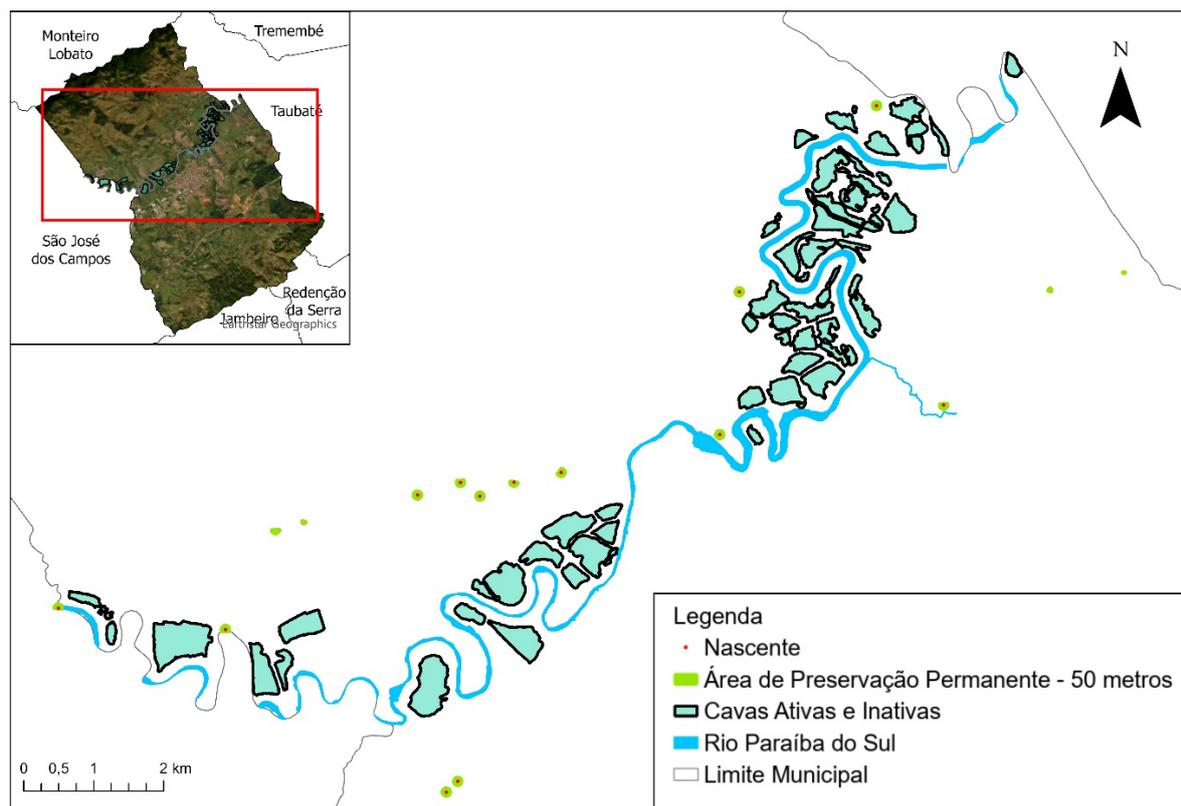 Monteiro
Lobato
Tremembé
Taubaté
São José
dos Campos
Redenção
da Serra
Jambeiro
Earthstar Geographics
N
Legenda
Nascente
Área de Preservação Permanente - 50 metros
Cavas Ativas e Inativas
Rio Paraíba do Sul
Limite Municipal
0 0,5 1 2 km